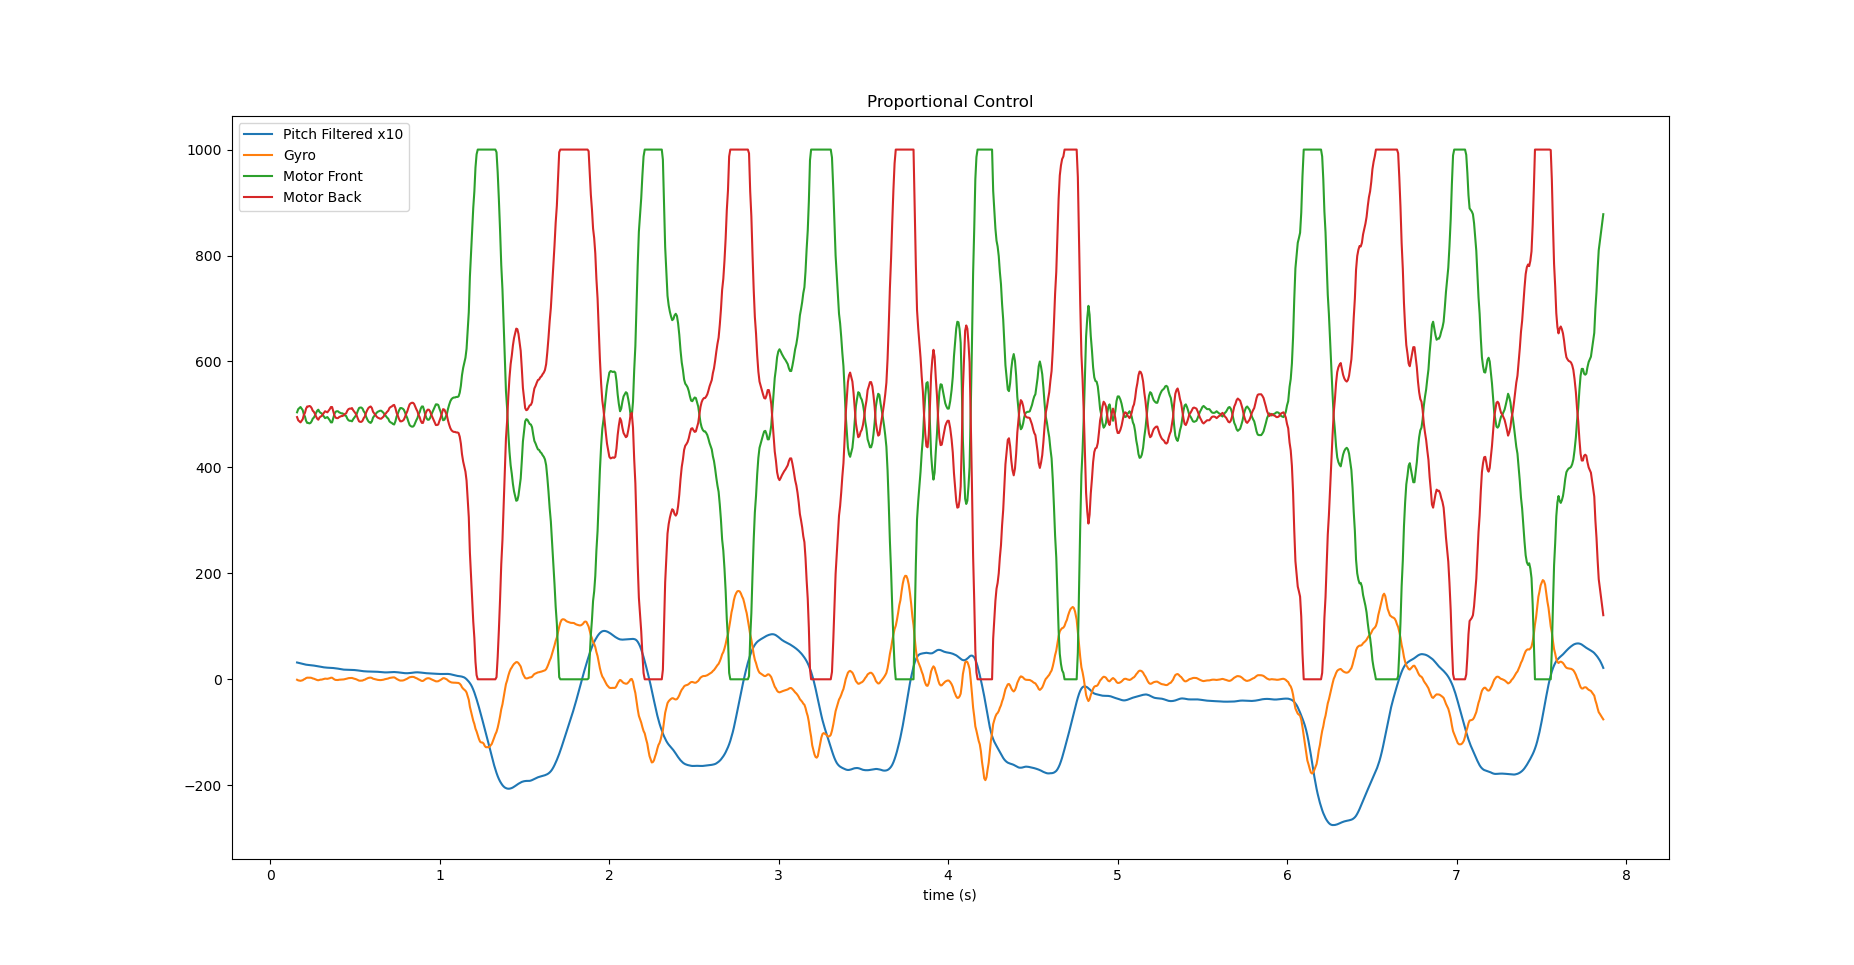 Proportional Control
Pitch Filtered x10
Gyro
Motor Front
Motor Back
1000
800
600
400
200
0
−200
0 1 2 3 4 5 6 7 8
time (s)